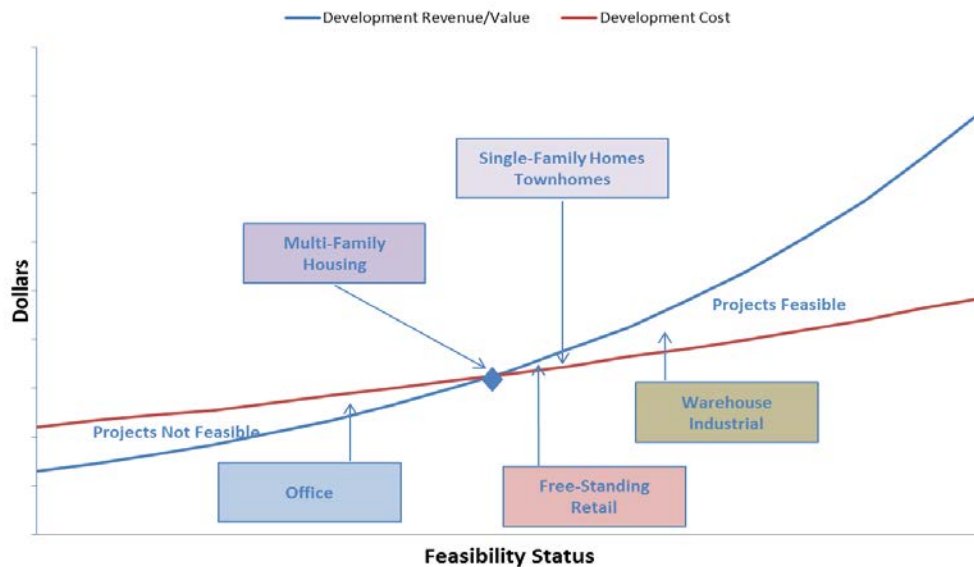 Development Revenue/Value
Development Cost
Single-Family Homes
Townhomes
Multi-Family
Housing
Dollars
Projects Feasible
Projects Not Feasible
Warehouse
Industrial
Office
Free-Standing
Retail
Feasibility Status